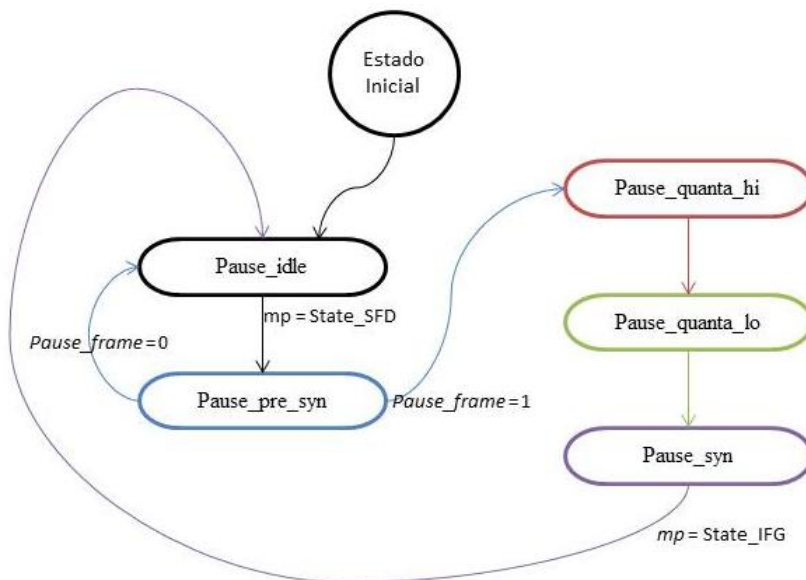 Estado
Inicial
Pause_quanta_hi
Pause_idle
mp = State_SFD
Pause_quanta_lo
Pause_frame=0
Pause_pre_syn
Pause_frame=1
Pause_syn
mp = State_IFG